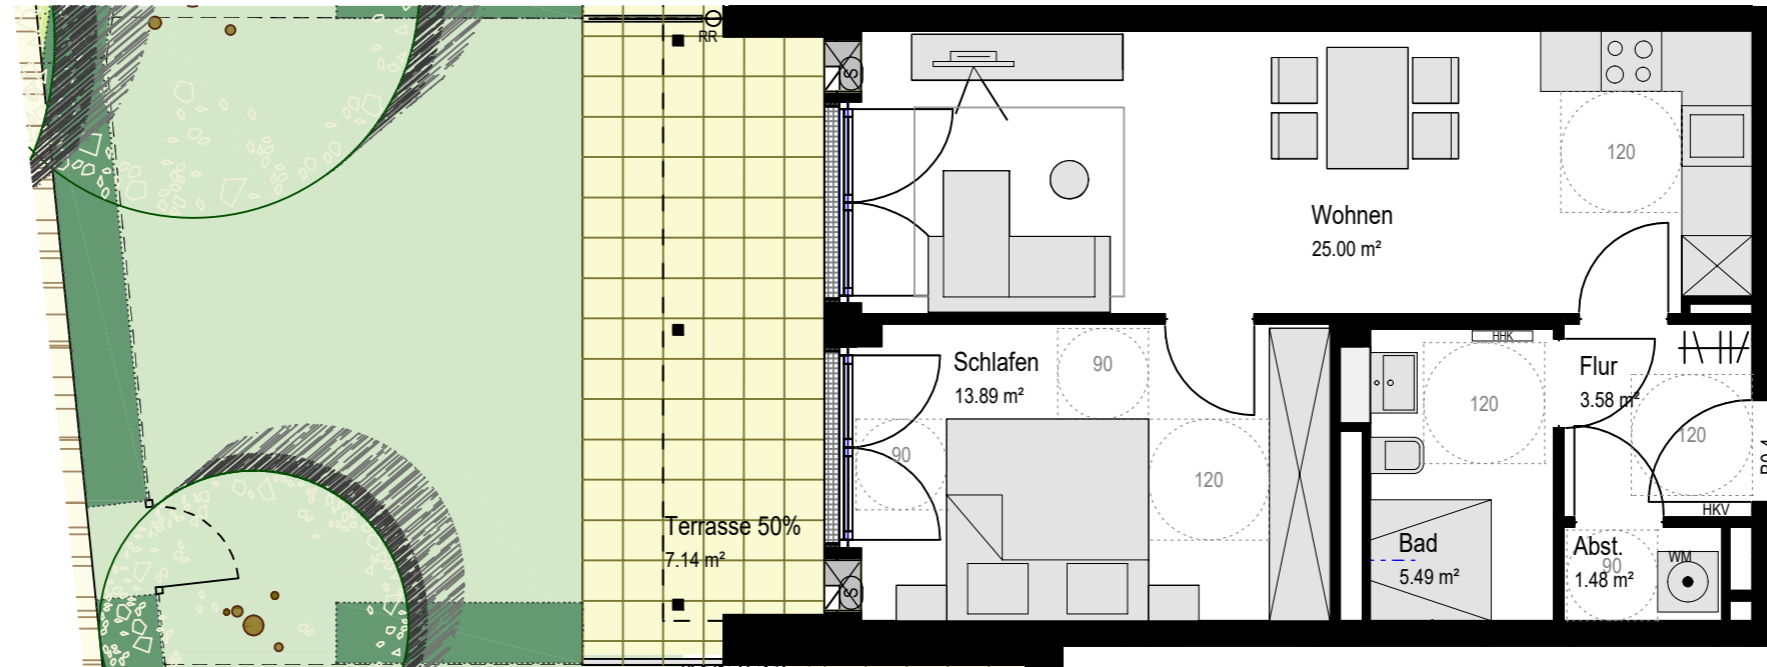 RR
S
120
Wohnen
25.00 m²
HHK
Schlafen
13.89 m²
90
Flur
3.58 m²
120
120
90
120
HKV
Terrasse 50%
7.14 m²
Bad
5.49 m²
Abst.
1.48 m²
90
WM
S